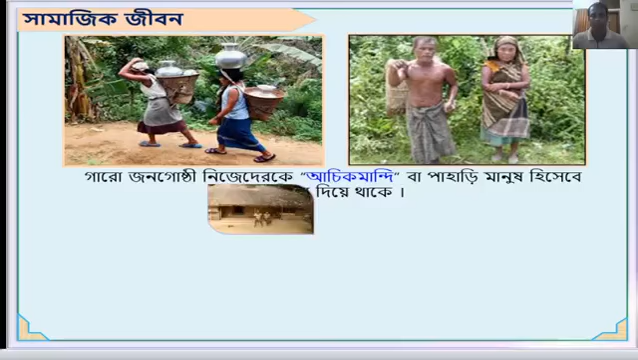 সামাজিক জীবন
গারো জনগোষ্ঠী নিজেদেরকে “আচিকমান্দি” বা পাহাড়ি মানুষ হিসেবে
দিয়ে থাকে ।